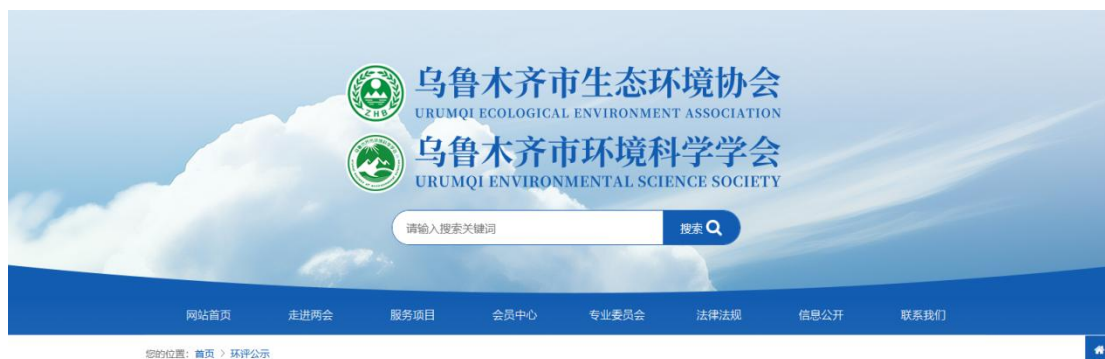 乌鲁木齐市生态环境协会
URUMQI ECOLOGICAL ENVIRONMENT ASSOCIATION
ZHB
乌鲁木齐市环境科学学会
URUMQI ENVIRONMENTAL SCIENCE SOCIETY
请输入搜索关键词 搜索
网站首页 走进两会 服务项目 会员中心 专业委员会 法律法规 信息公开 联系我们
您的位置：首页 > 环评公示